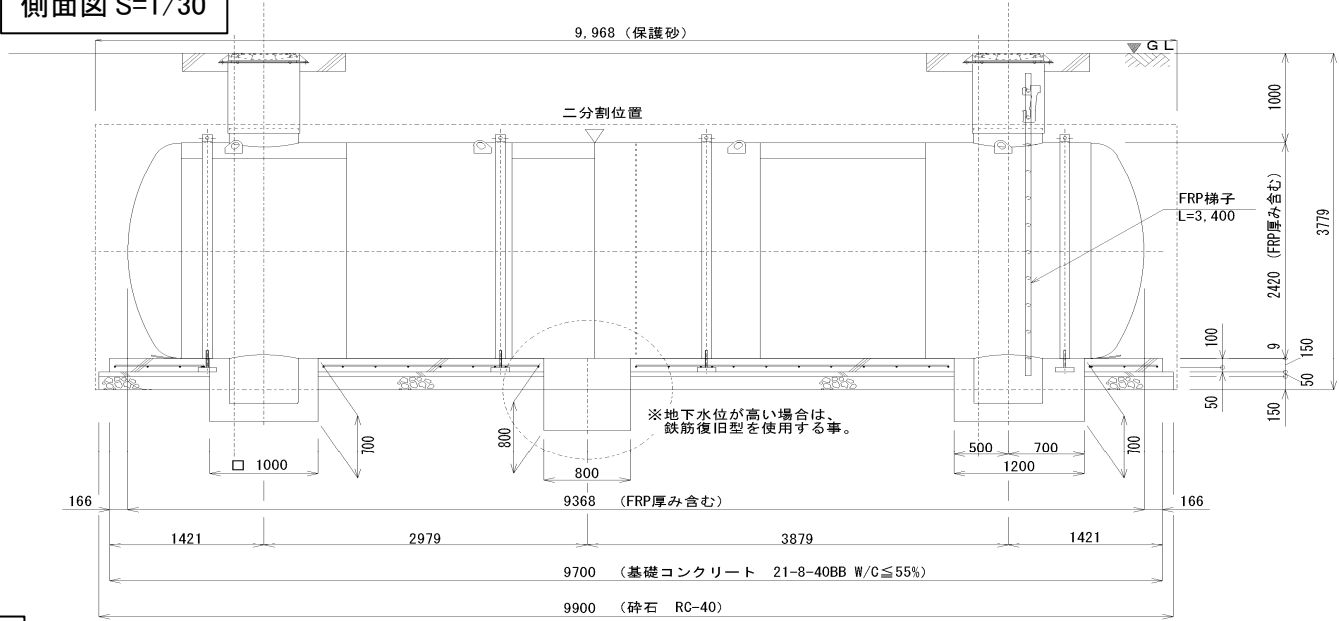 側面図 S=1/30
9,968 (保護砂)
GL
二分割位置
1000
FRP梯子
L=3,400
2420 (FRP厚み含む)
3779
100
9
150
50
50
150
※地下水位が高い場合は、
鉄筋復旧型を使用する事。
700
800
700
□ 1000
800
500
700
1200
166
9368 (FRP厚み含む)
166
1421
2979
3879
1421
9700 (基礎コンクリート 21-8-40BB W/C≦55%)
9900 (砕石 RC-40)